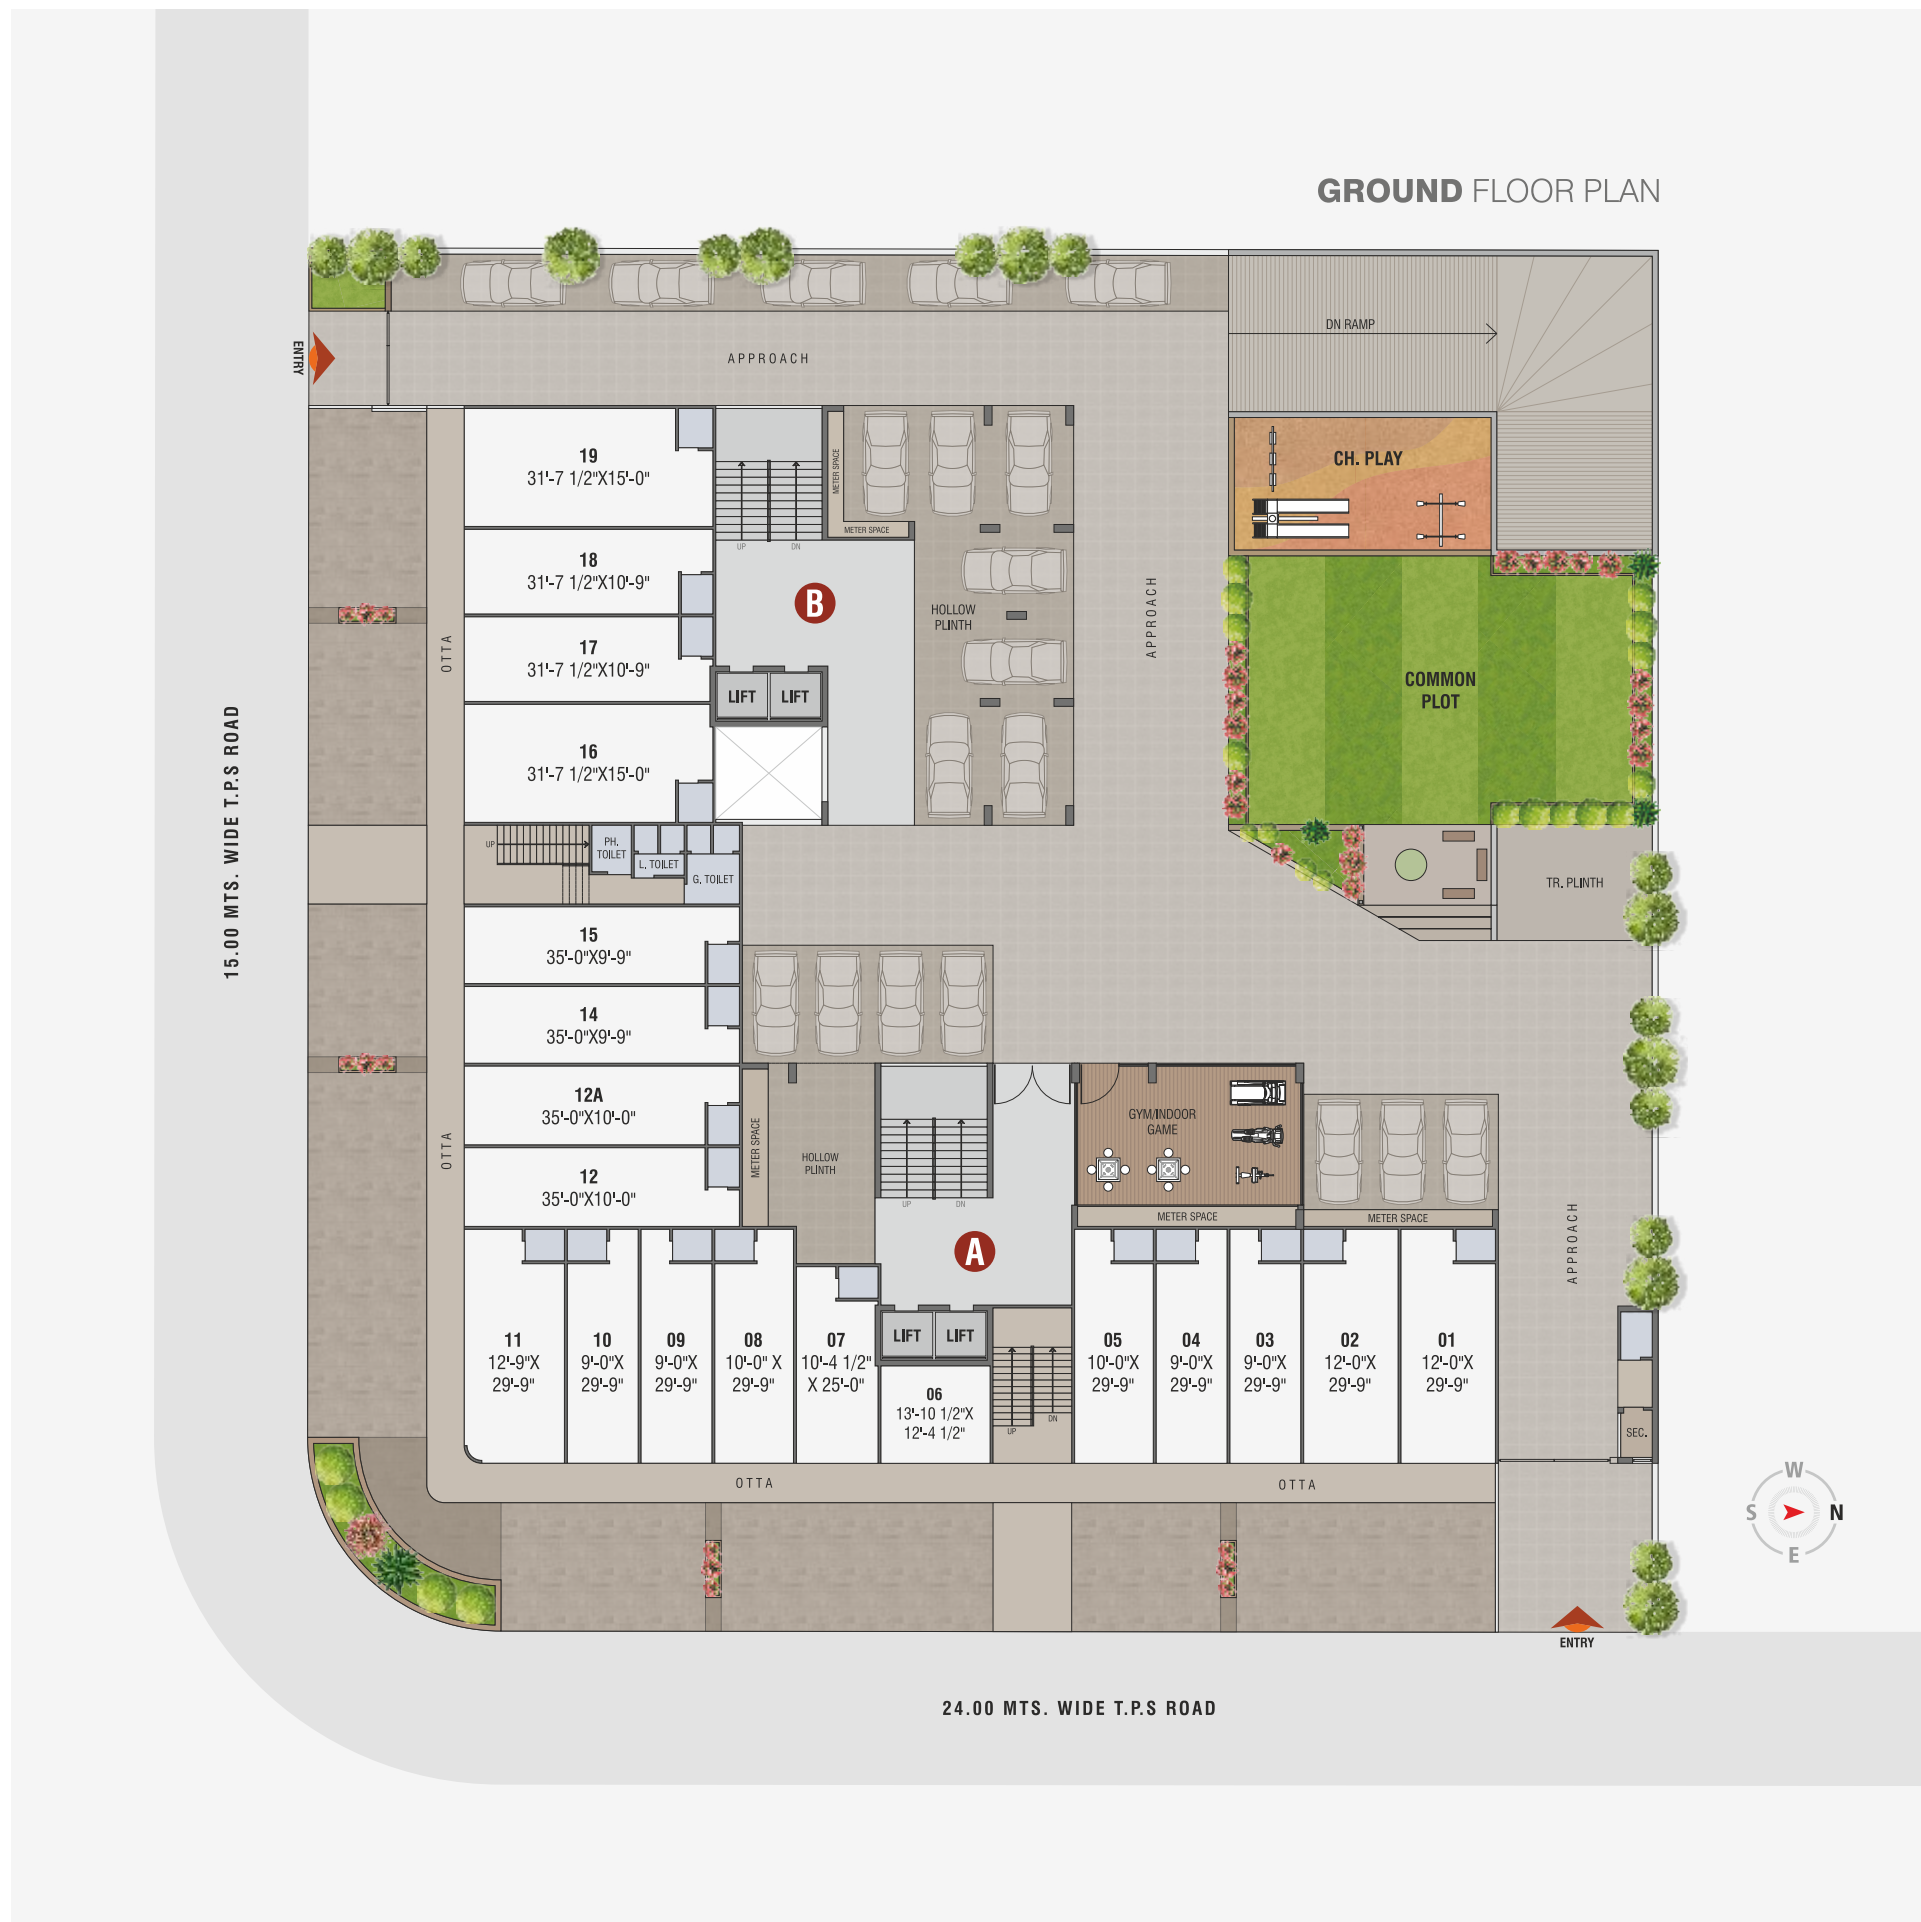 GROUND FLOOR PLAN
ENTRY
APPROACH
DN RAMP
19
31'-7 1/2"X15'-0"
METER SPACE
METER SPACE
UP
DN
CH. PLAY
18
31'-7 1/2"X10'-9"
B
HOLLOW
PLINTH
APPROACH
OTTA
17
31'-7 1/2"X10'-9"
LIFT
LIFT
COMMON
PLOT
16
31'-7 1/2"X15'-0"
15.00 MTS. WIDE T.P.S ROAD
UP
PH.
TOILET
L. TOILET
G. TOILET
TR. PLINTH
15
35'-0"X9'-9"
14
35'-0"X9'-9"
12A
35'-0"X10'-0"
OTTA
METER SPACE
HOLLOW
PLINTH
12
35'-0"X10'-0"
UP
DN
GYM/INDOOR
GAME
METER SPACE
METER SPACE
APPROACH
A
11
12'-9"X
29'-9"
10
9'-0"X
29'-9"
09
9'-0"X
29'-9"
08
10'-0" X
29'-9"
07
10'-4 1/2"
X 25'-0"
LIFT
LIFT
06
13'-10 1/2"X
12'-4 1/2"
UP
DN
05
10'-0"X
29'-9"
04
9'-0"X
29'-9"
03
9'-0"X
29'-9"
02
12'-0"X
29'-9"
01
12'-0"X
29'-9"
SEC.
OTTA
OTTA
W
S
N
E
ENTRY
24.00 MTS. WIDE T.P.S ROAD